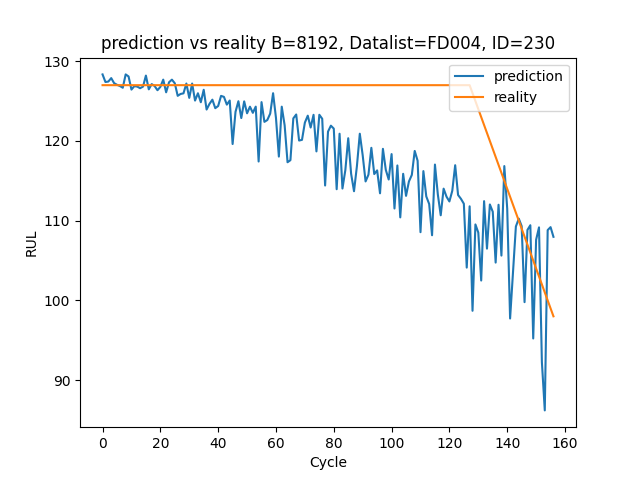 prediction vs reality B=8192, Datalist=FD004, ID=230
130
120
110
100
90
RUL
prediction
reality
0 20 40 60 80 100 120 140 160
Cycle